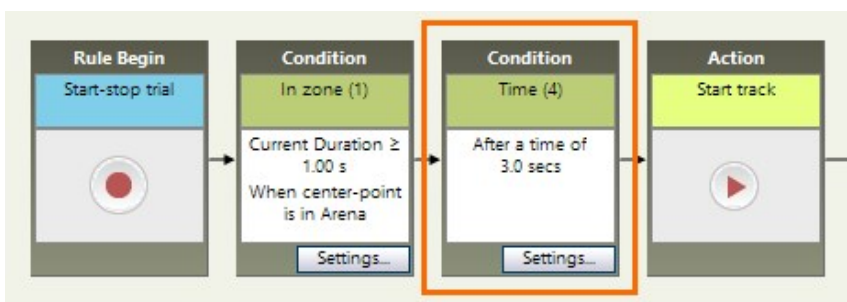 Rule Begin
Start-stop trial
Condition
In zone (1)
Current Duration ≥
1.00 s
When center-point
is in Arena
Settings...
Condition
Time (4)
After a time of
3.0 secs
Settings...
Action
Start track